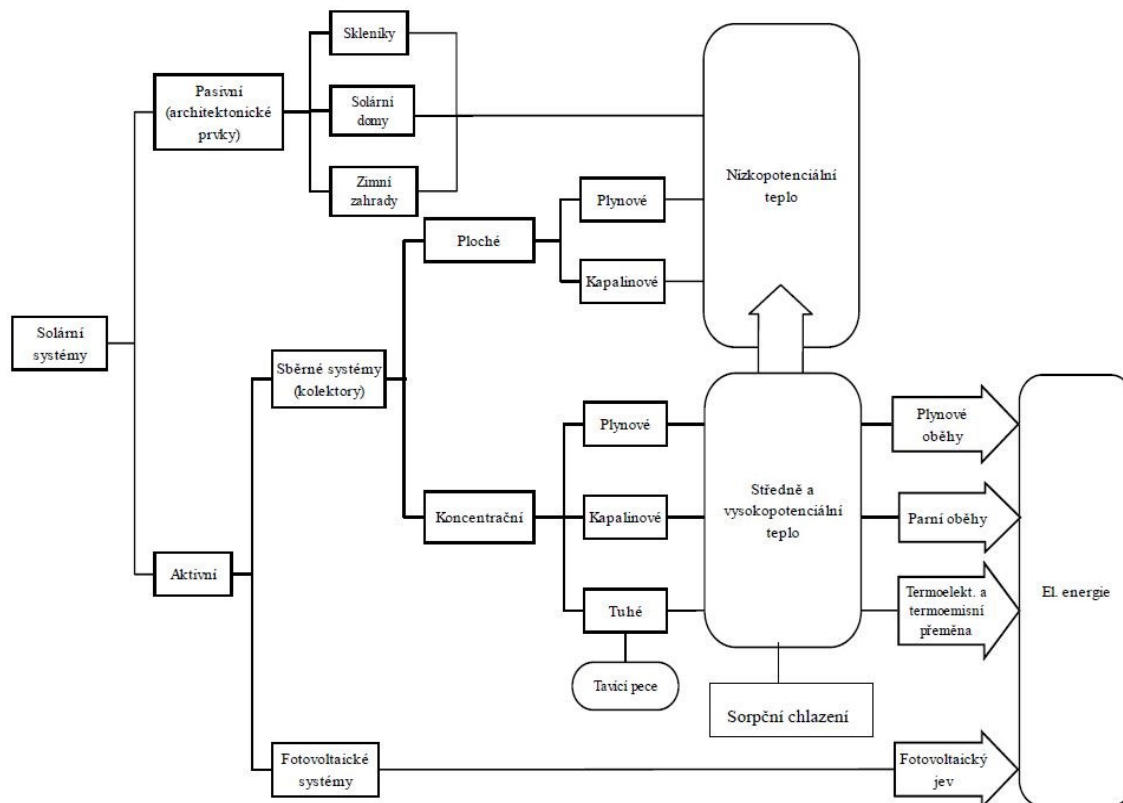 Skleníky
Pasivní
(architektonické
prvky)
Solární
domy
Zimní
zahrady
Nízkopotenciální
teplo
Plynové
Ploché
Kapalinové
Solární
systémy
Sběrné systémy
(kolektory)
Plynové
Plynové
oběhy
Středně a
vysokopotenciální
teplo
Koncentrační
Kapalinové
Parní oběhy
Aktivní
Tuhé
Termoelekt. a
termoemisní
přeměna
El. energie
Tavící pece
Sorpční chlazení
Fotovoltaické
systémy
Fotovoltaický
jev